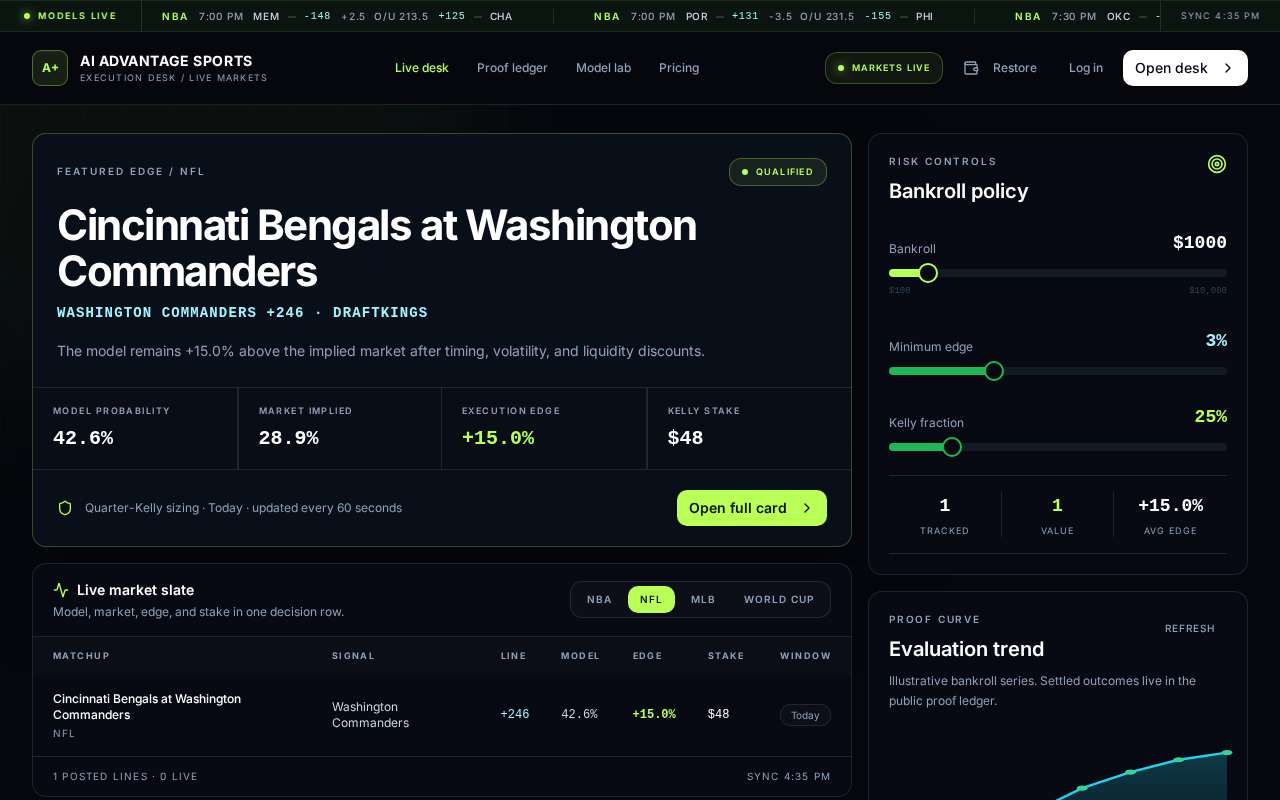 MODELS LIVE
NBA 7:00 PM MEM — -148 +2.5 O/U 213.5 +125 — CHA
NBA 7:00 PM POR — +131 -3.5 O/U 231.5 -155 — PHI
NBA 7:30 PM OKC —
SYNC 4:35 PM
A+
AI ADVANTAGE SPORTS
EXECUTION DESK / LIVE MARKETS
Live desk
Proof ledger
Model lab
Pricing
MARKETS LIVE
Restore
Log in
Open desk
FEATURED EDGE / NFL
QUALIFIED
Cincinnati Bengals at Washington
Commanders
WASHINGTON COMMANDERS +246 · DRAFTKINGS
The model remains +15.0% above the implied market after timing, volatility, and liquidity discounts.
MODEL PROBABILITY
42.6%
MARKET IMPLIED
28.9%
EXECUTION EDGE
+15.0%
KELLY STAKE
$48
Quarter-Kelly sizing · Today · updated every 60 seconds
Open full card
Live market slate
Model, market, edge, and stake in one decision row.
NBA
NFL
MLB
WORLD CUP
MATCHUP SIGNAL LINE MODEL EDGE STAKE WINDOW
Cincinnati Bengals at Washington
Commanders
NFL
Washington
Commanders
+246
42.6%
+15.0%
$48
Today
1 POSTED LINES · 0 LIVE
SYNC 4:35 PM
RISK CONTROLS
Bankroll policy
Bankroll
$1000
$100
$10,000
Minimum edge
3%
Kelly fraction
25%
1
TRACKED
1
VALUE
+15.0%
AVG EDGE
PROOF CURVE
REFRESH
Evaluation trend
Illustrative bankroll series. Settled outcomes live in the
public proof ledger.